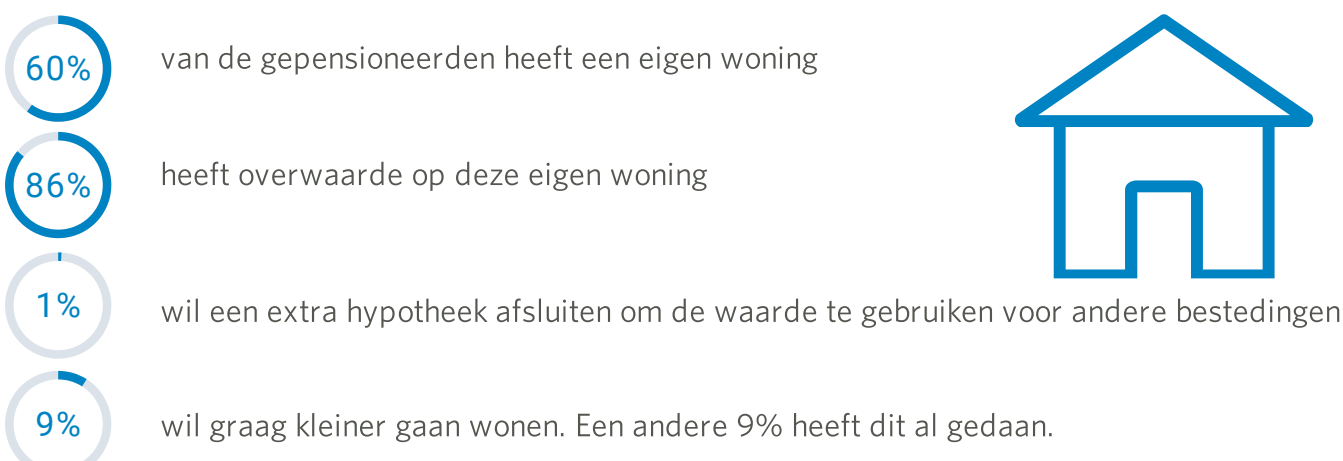 60% van de gepensioneerden heeft een eigen woning
86% heeft overwaarde op deze eigen woning
1% wil een extra hypotheek afsluiten om de waarde te gebruiken voor andere bestedingen
9% wil graag kleiner gaan wonen. Een andere 9% heeft dit al gedaan.